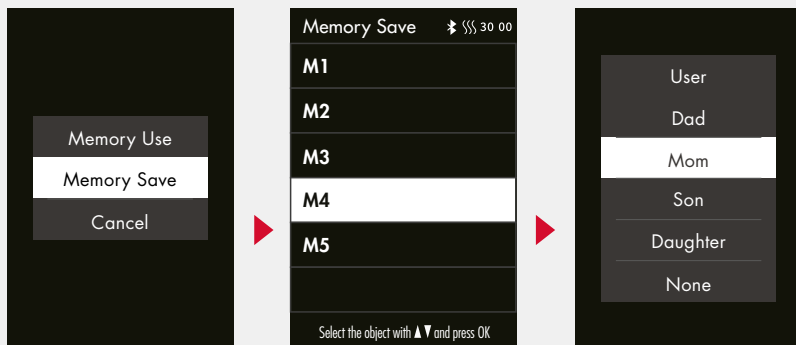 Memory Use
Memory Save
Cancel
Memory Save 30 00
M1
M2
M3
M4
M5
Select the object with ▲▼ and press OK
User
Dad
Mom
Son
Daughter
None